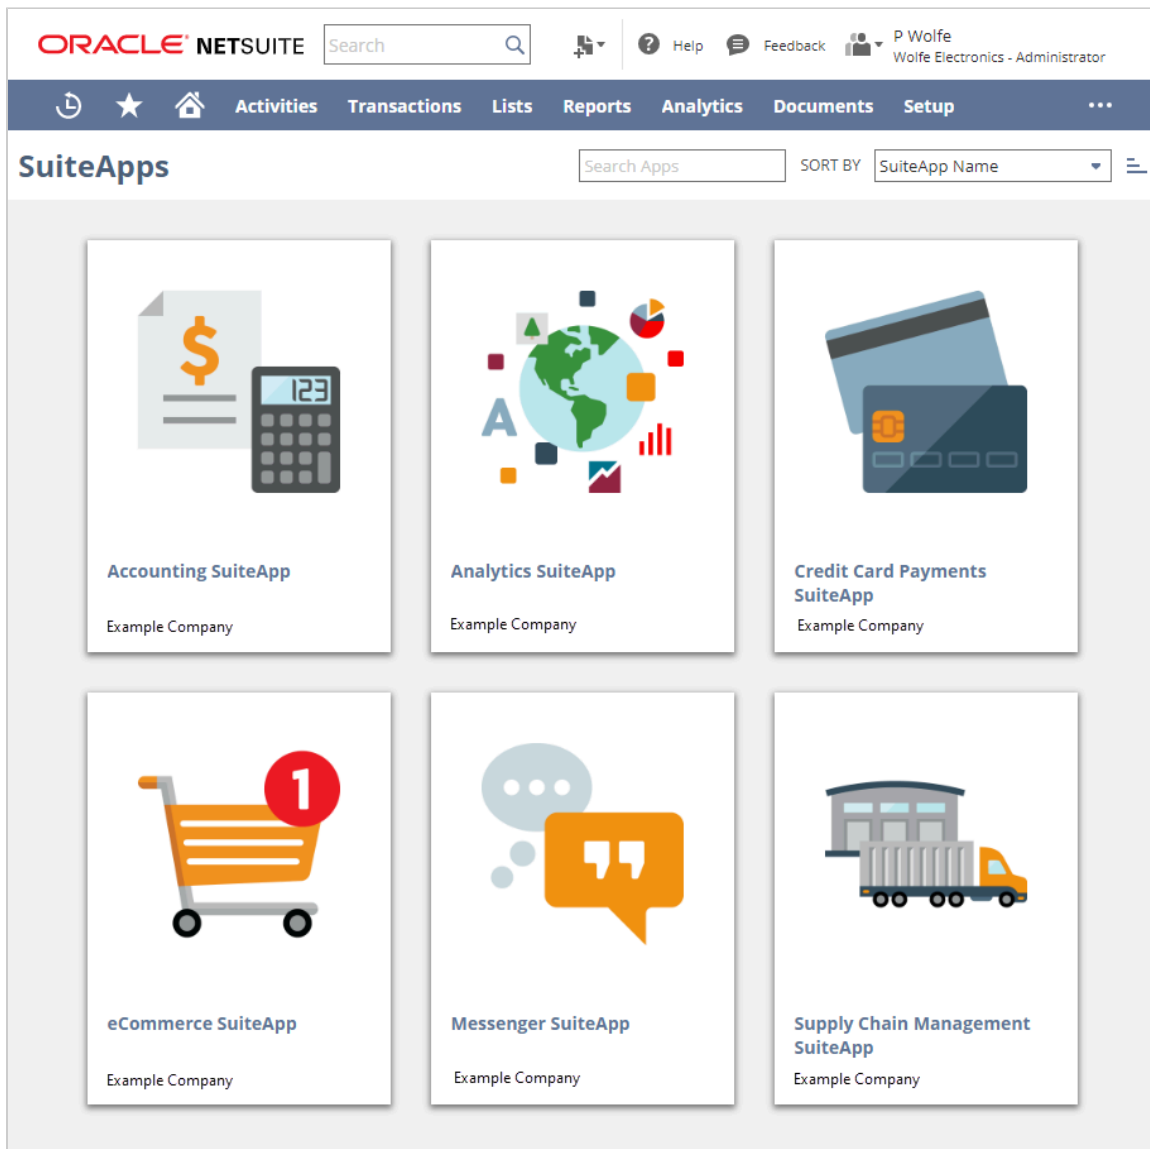 ORACLE NETSUITE
Search
Help
Feedback
P Wolfe
Wolfe Electronics - Administrator
Activities
Transactions
Lists
Reports
Analytics
Documents
Setup
SuiteApps
Search Apps
SORT BY
SuiteApp Name
$
123
A
Accounting SuiteApp
Example Company
Analytics SuiteApp
Example Company
Credit Card Payments
SuiteApp
Example Company
1
eCommerce SuiteApp
Example Company
Messenger SuiteApp
Example Company
Supply Chain Management
SuiteApp
Example Company